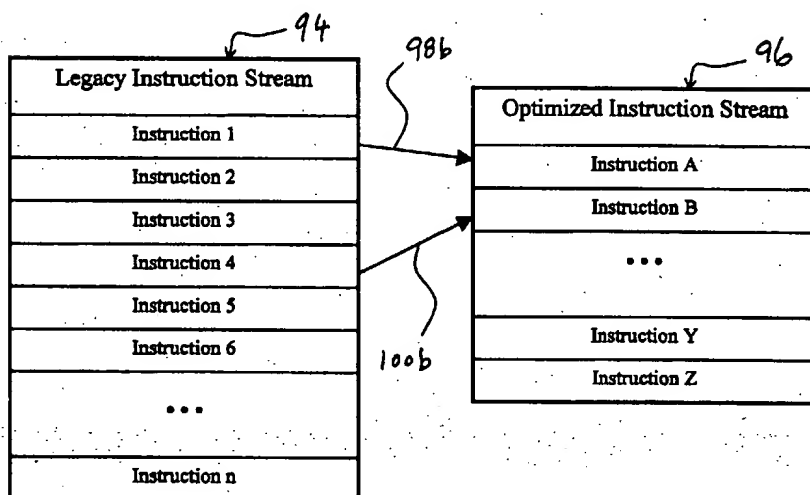 94
98b
96
Legacy Instruction Stream
Instruction 1
Instruction 2
Instruction 3
Instruction 4
Instruction 5
Instruction 6
...
Instruction n
Optimized Instruction Stream
Instruction A
Instruction B
...
Instruction Y
Instruction Z
100b